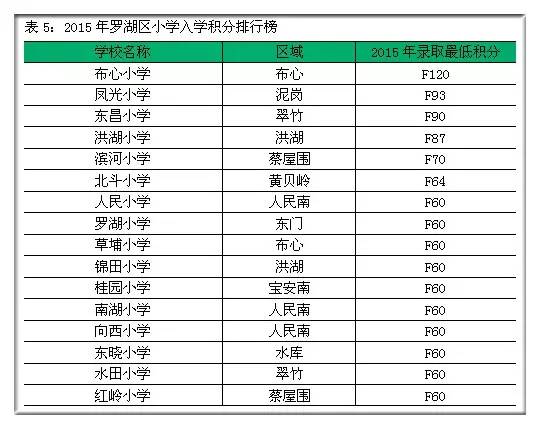 表 5：2015 年罗湖区小学入学积分排行榜
学校名称 区域 2015 年录取最低积分
布心小学 布心 F120
凤光小学 泥岗 F93
东昌小学 翠竹 F90
洪湖小学 洪湖 F87
滨河小学 蔡屋围 F70
北斗小学 黄贝岭 F64
人民小学 人民南 F60
罗湖小学 东门 F60
草埔小学 布心 F60
锦田小学 洪湖 F60
桂园小学 宝安南 F60
南湖小学 人民南 F60
向西小学 人民南 F60
东晓小学 水库 F60
水田小学 翠竹 F60
红岭小学 蔡屋围 F60